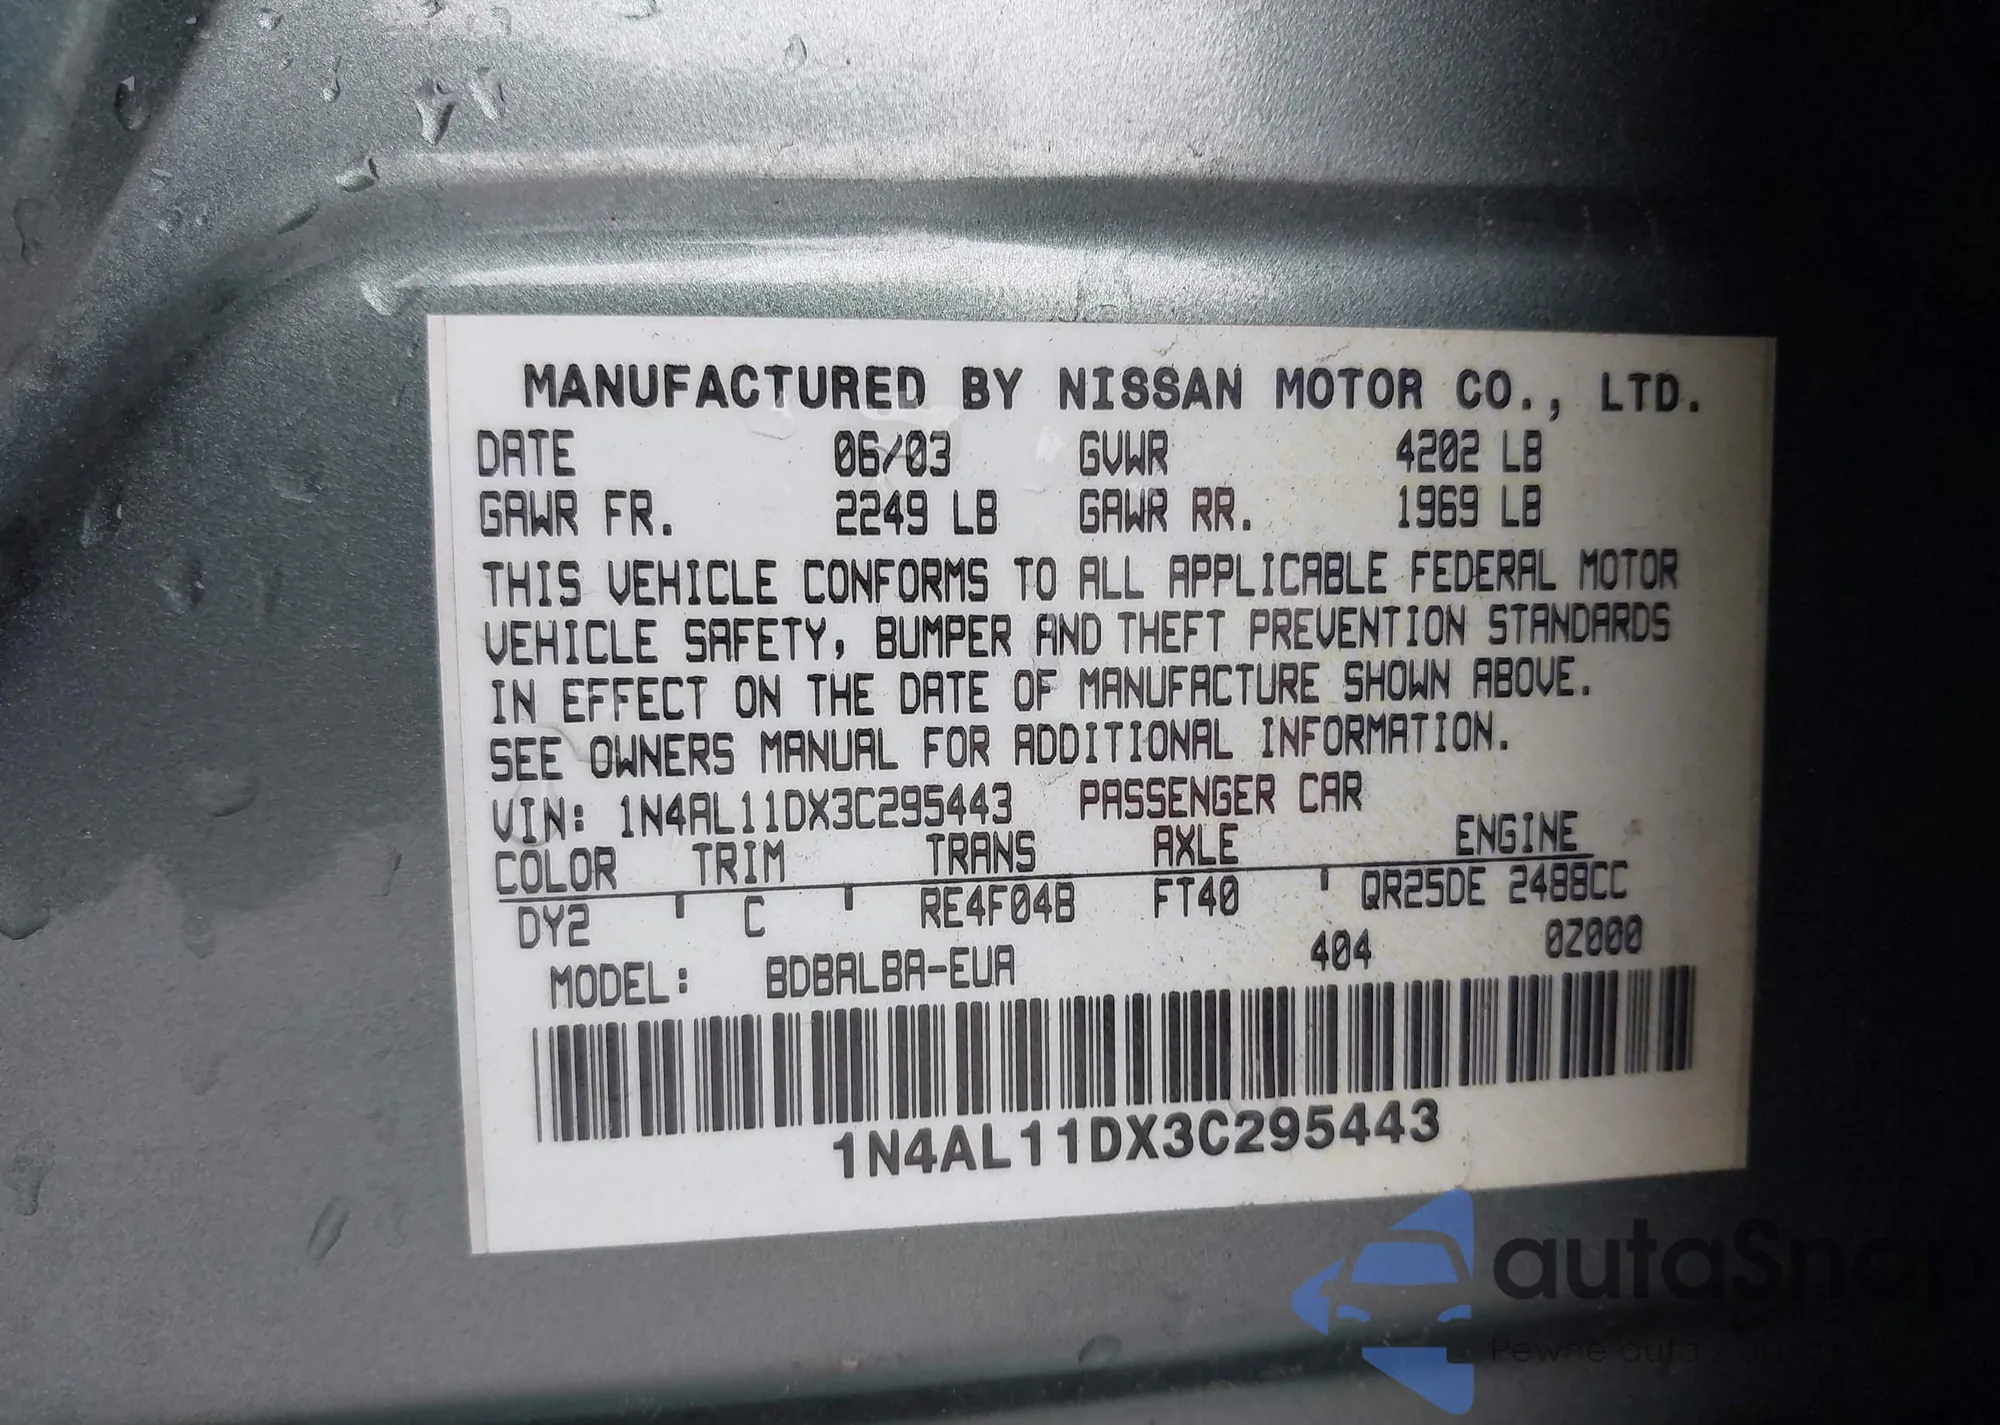 MANUFACTURED BY NISSAN MOTOR CO., LTD.
DATE 06/03 GVWR 4202 LB
GAWR FR. 2249 LB GAWR RR. 1969 LB
THIS VEHICLE CONFORMS TO ALL APPLICABLE FEDERAL MOTOR
VEHICLE SAFETY, BUMPER AND THEFT PREVENTION STANDARDS
IN EFFECT ON THE DATE OF MANUFACTURE SHOWN ABOVE.
SEE OWNERS MANUAL FOR ADDITIONAL INFORMATION.
VIN: 1N4AL11DX3C295443 PASSENGER CAR
COLOR TRIM TRANS AXLE ENGINE
DY2 C RE4F04B FT40 QR25DE 2488CC
MODEL: BDBALBA-EUA 404 0Z000
1N4AL11DX3C295443
autaSnap
Pewne auta